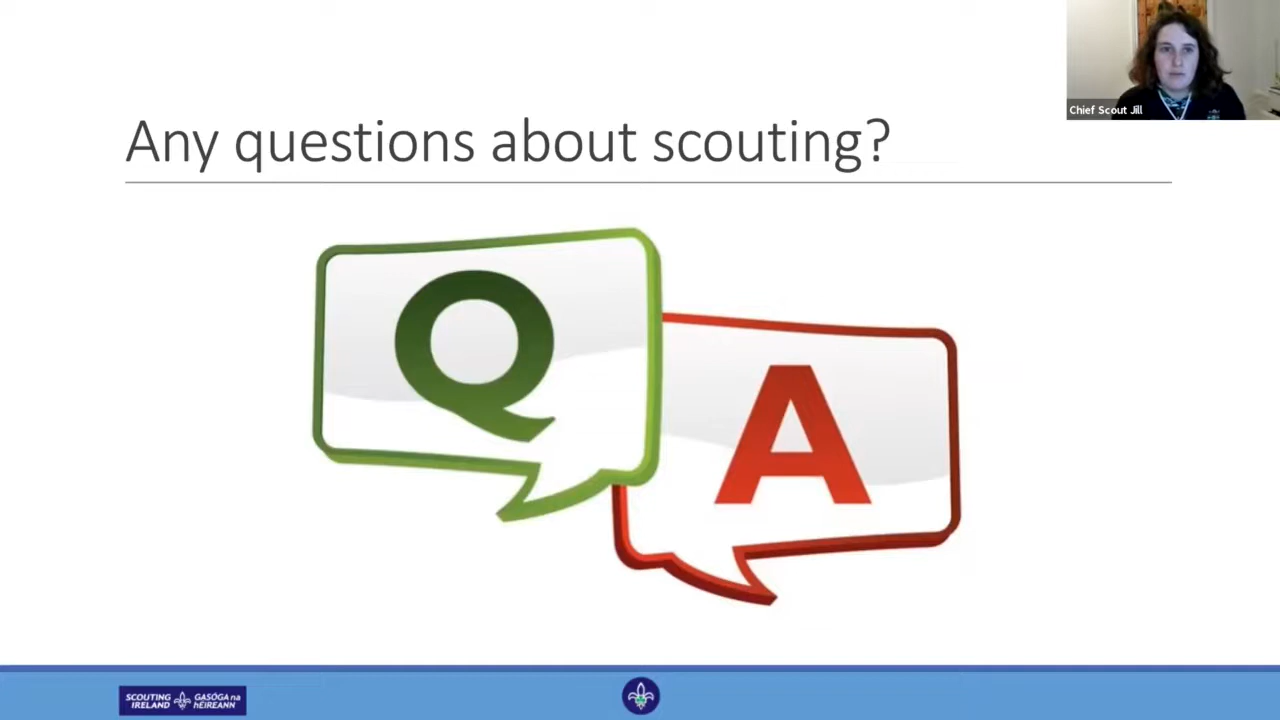 Chief Scout Jill
Any questions about scouting?
Q
A
SCOUTING
IRELAND
GASÓGA na
hÉIREANN